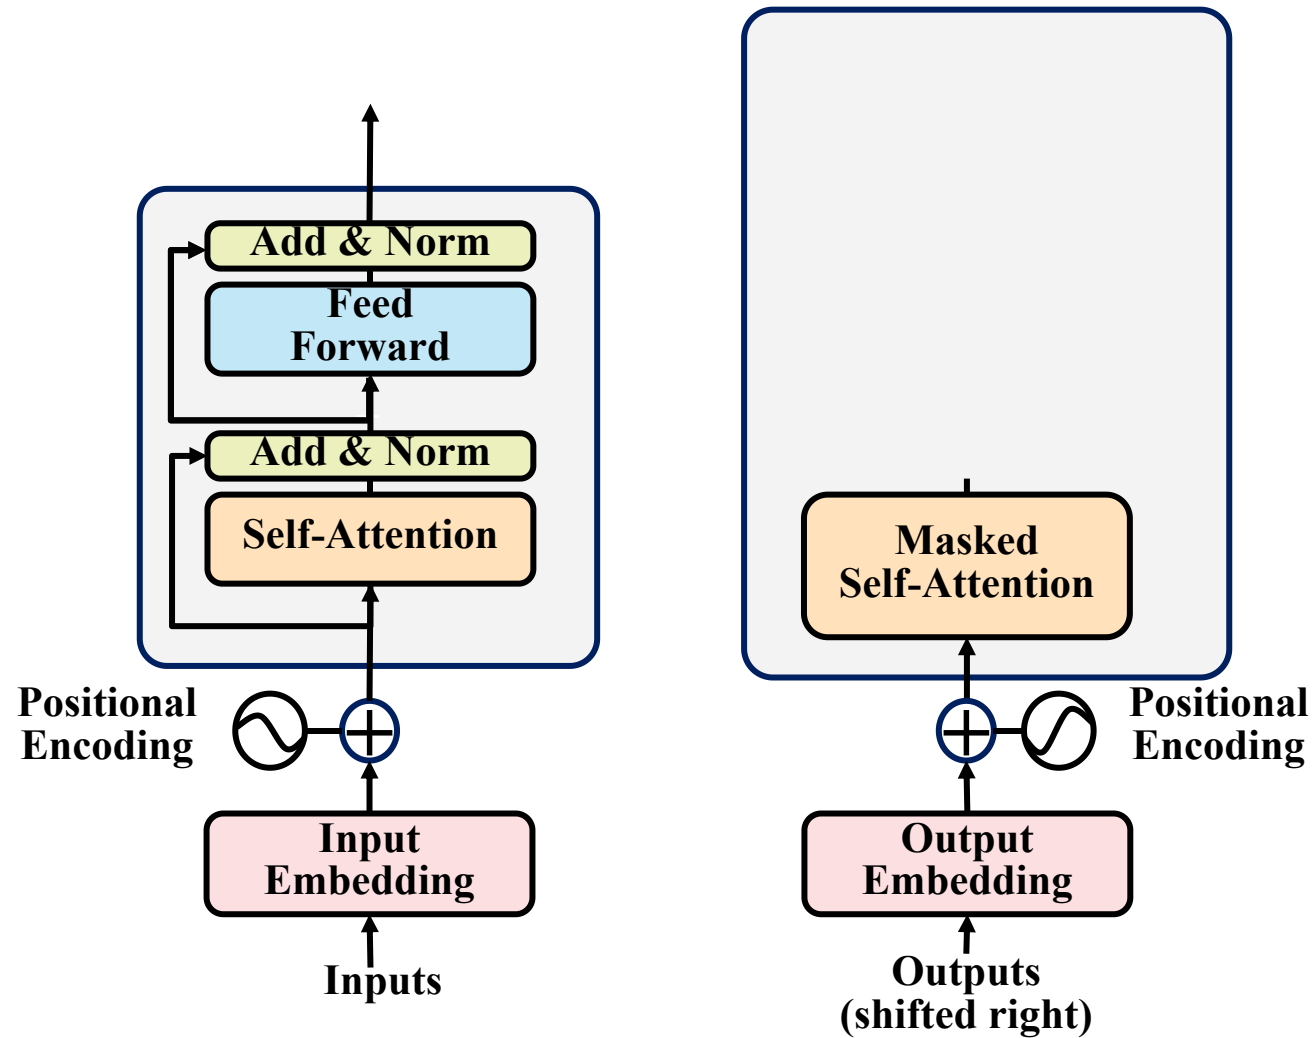 Add & Norm
Feed
Forward
Add & Norm
Self-Attention
Positional
Encoding
Input
Embedding
Inputs
Masked
Self-Attention
Positional
Encoding
Output
Embedding
Outputs
(shifted right)